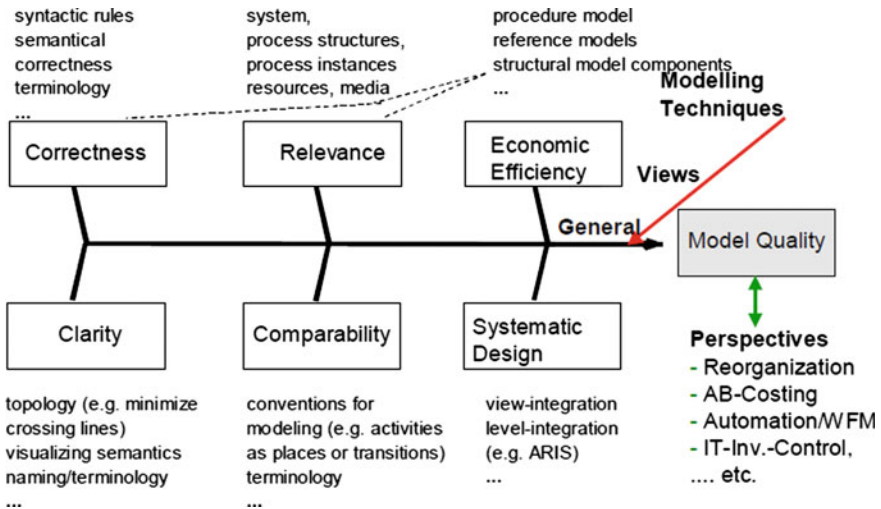 syntactic rules
semantical
correctness
terminology
...
system,
process structures,
process instances
resources, media
procedure model
reference models
structural model components
...
Modelling
Techniques
Correctness
Relevance
Economic
Efficiency
Views
General
Model Quality
Clarity
Comparability
Systematic
Design
Perspectives
- Reorganization
- AB-Costing
- Automation/WFM
- IT-Inv.-Control,
.... etc.
topology (e.g. minimize
crossing lines)
visualizing semantics
naming/terminology
...
conventions for
modeling (e.g. activities
as places or transitions)
terminology
...
view-integration
level-integration
(e.g. ARIS)
...